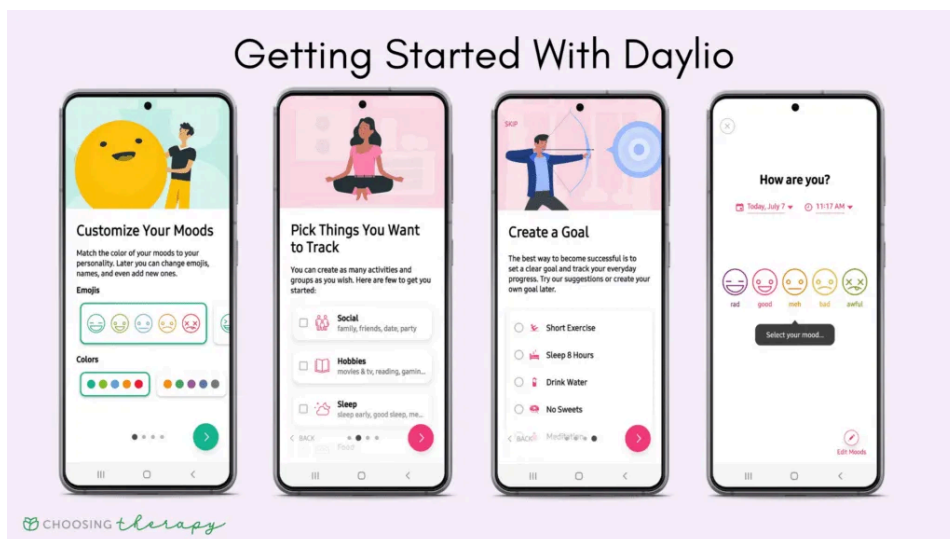 Getting Started With Daylio
Customize Your Moods
Match the color of your moods to your
personality. Later you can change emojis,
names, and even add new ones.
Emojis
Colors
Pick Things You Want
to Track
You can create as many activities and
groups as you wish. Here are few to get you
started:
Social
family, friends, date, party
Hobbies
movies & tv, reading, gamin...
Sleep
sleep early, good sleep, me...
Food
< BACK
SKIP
Create a Goal
The best way to become successful is to
set a clear goal and track your everyday
progress. Try our suggestions or create your
own goal later.
Short Exercise
Sleep 8 Hours
Drink Water
No Sweets
Meditation
< BACK
How are you?
Today, July 7
11:17 AM
rad good meh bad awful
Select your mood...
Edit Moods
CHOOSING therapy